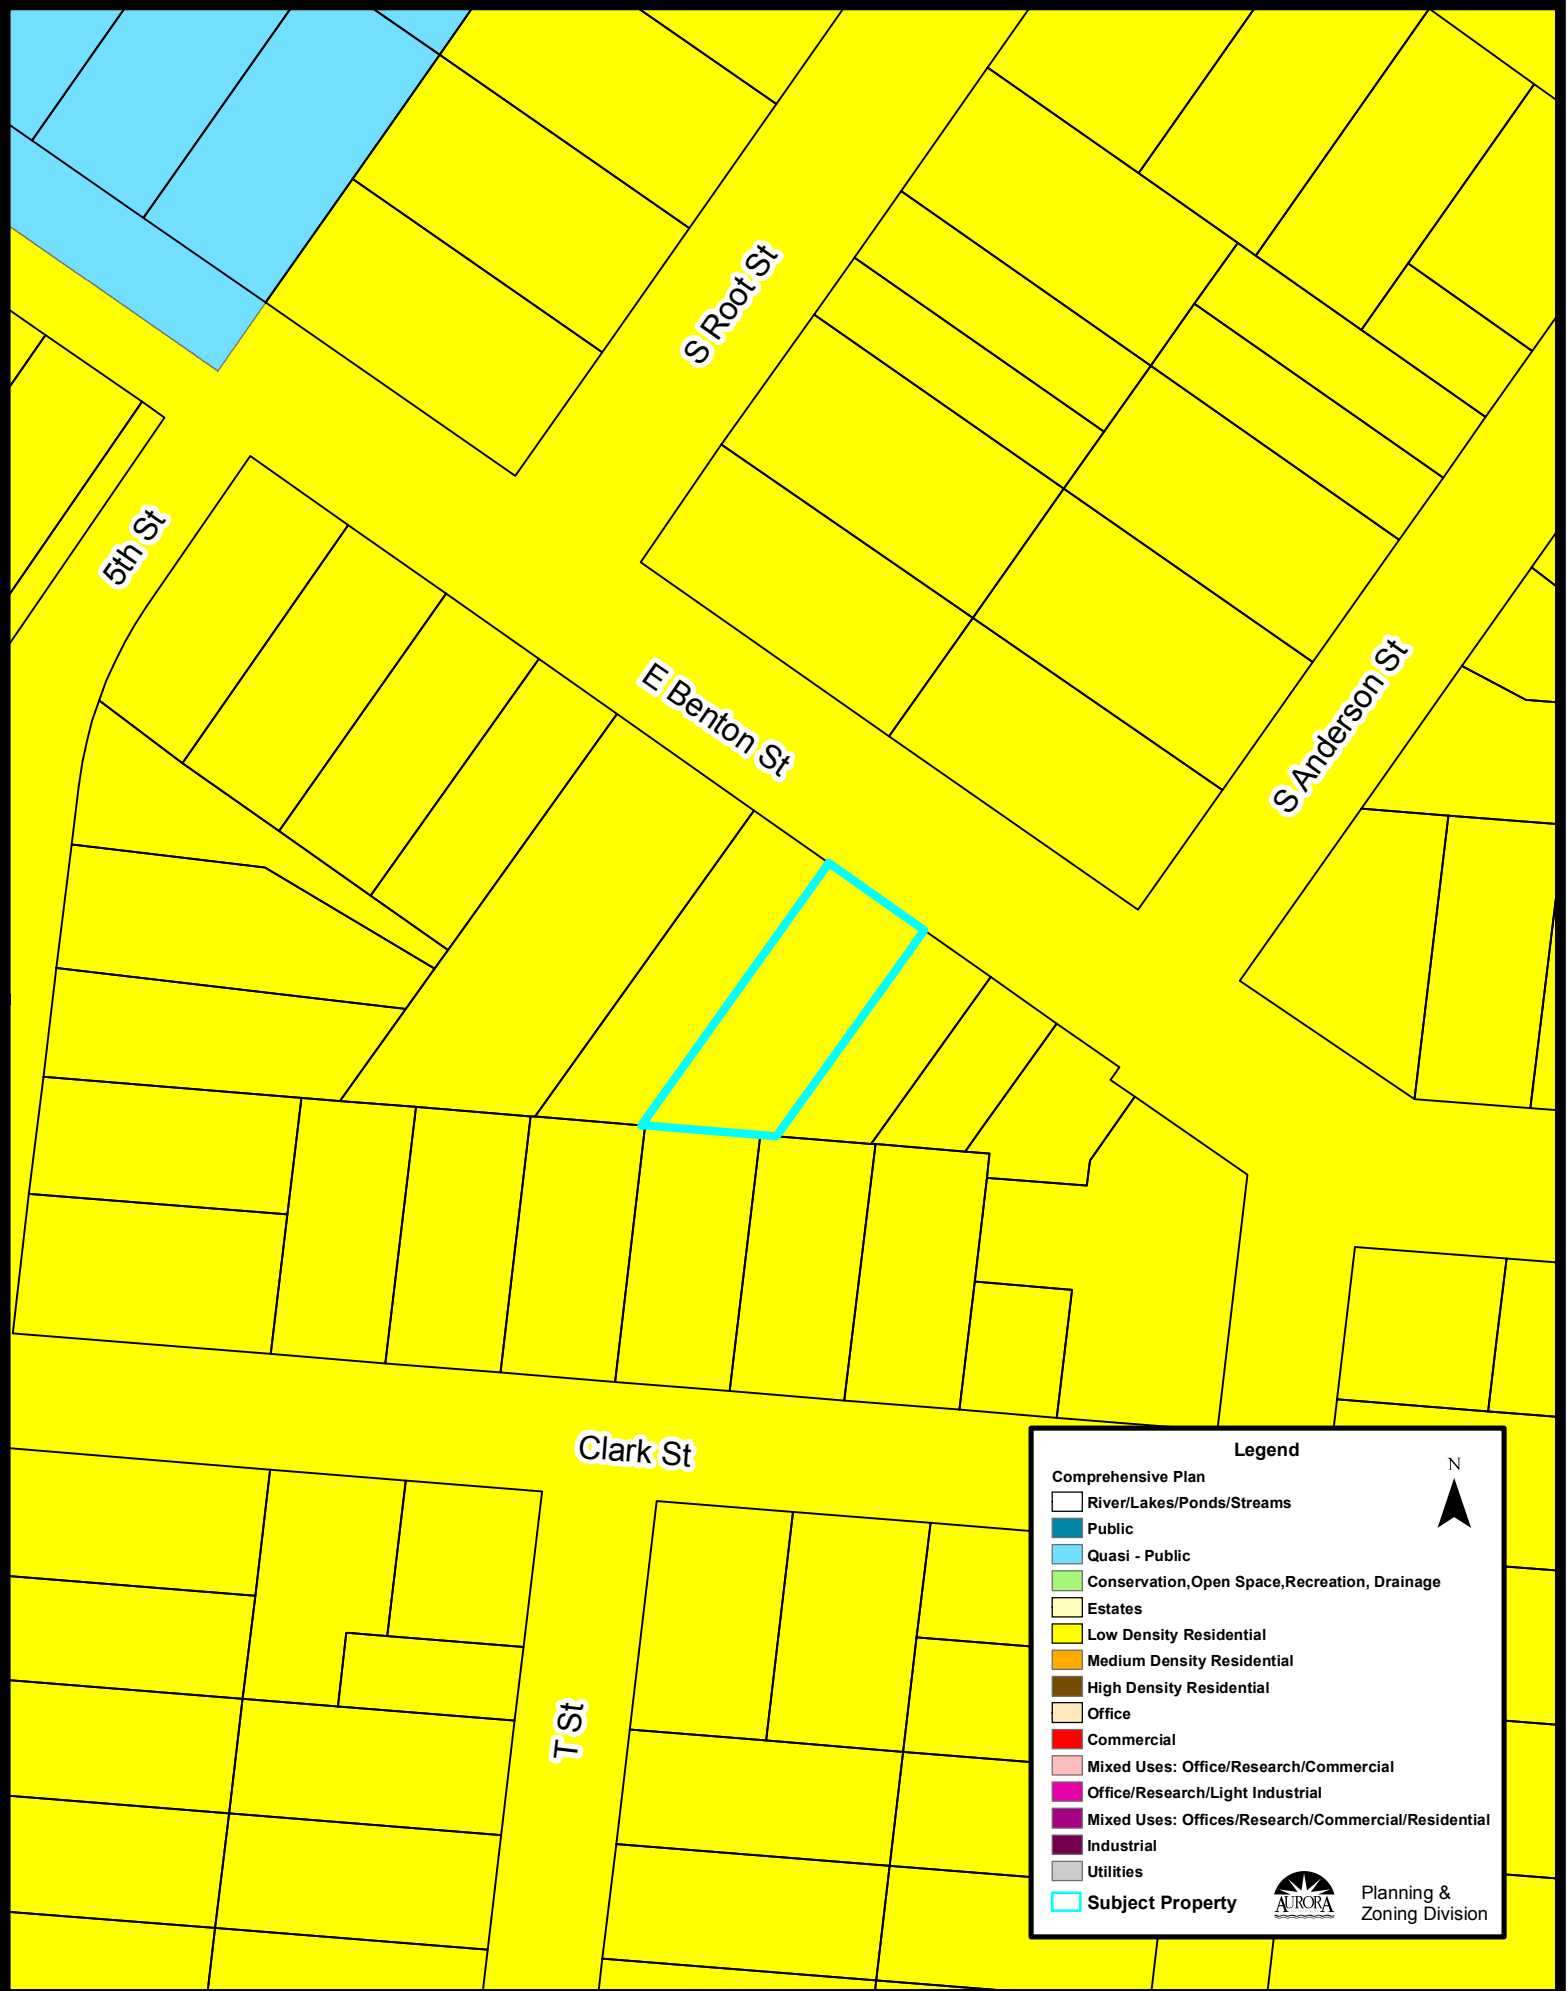 S Root St
5th St
E Benton St
S Anderson St
Clark St
T St
Legend
N
Comprehensive Plan
River/Lakes/Ponds/Streams
Public
Quasi - Public
Conservation,Open Space,Recreation, Drainage
Estates
Low Density Residential
Medium Density Residential
High Density Residential
Office
Commercial
Mixed Uses: Office/Research/Commercial
Office/Research/Light Industrial
Mixed Uses: Offices/Research/Commercial/Residential
Industrial
Utilities
Subject Property
AURORA
Planning &
Zoning Division